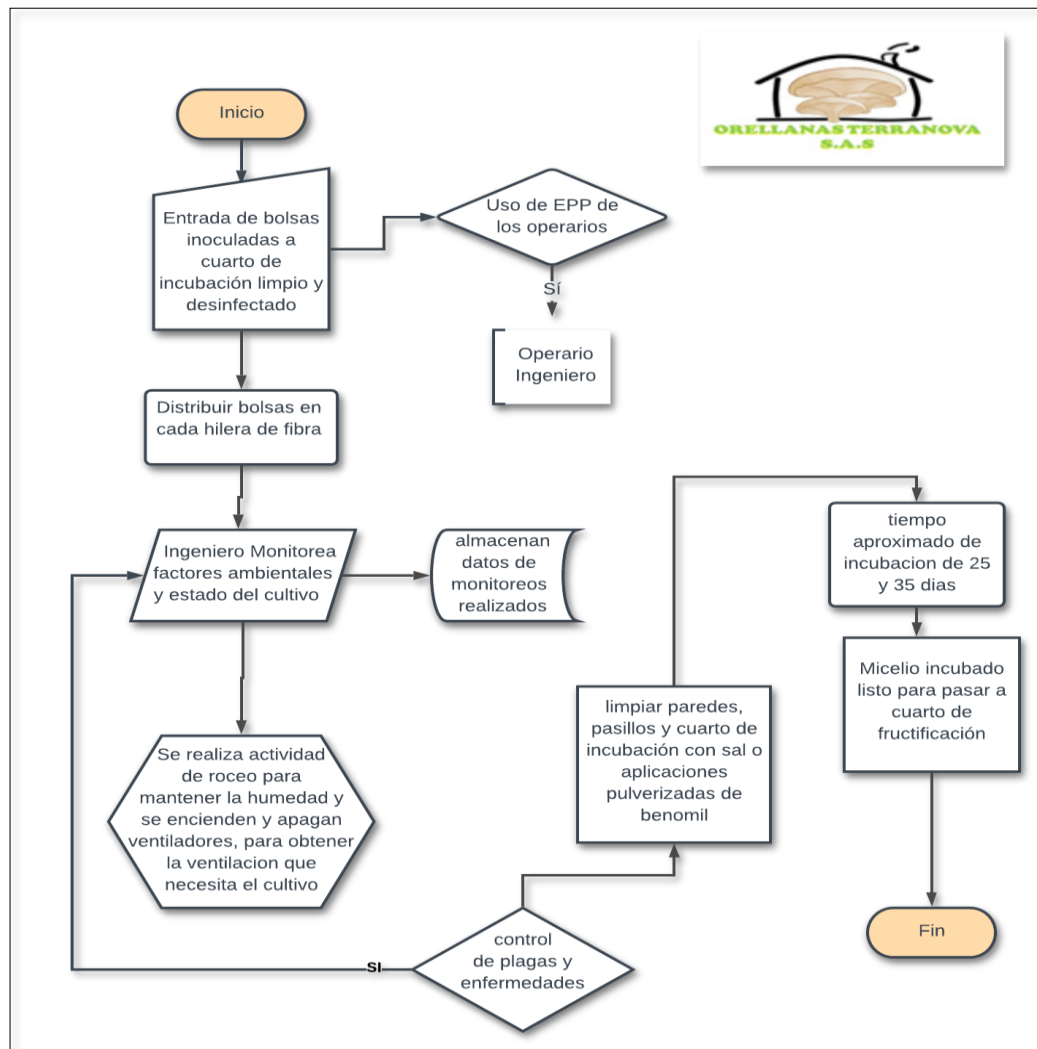 ORELLANAS TERRANOVA
S.A.S
Inicio
Entrada de bolsas
inoculadas a
cuarto de
incubación limpio y
desinfectado
Uso de EPP de
los operarios
Sí
Operario
Ingeniero
Distribuir bolsas en
cada hilera de fibra
Ingeniero Monitorea
factores ambientales
y estado del cultivo
almacenan
datos de
monitoreos
realizados
Se realiza actividad
de roceo para
mantener la humedad y
se encienden y apagan
ventiladores, para obtener
la ventilacion que
necesita el cultivo
control
de plagas y
enfermedades
SI
limpiar paredes,
pasillos y cuarto de
incubación con sal o
aplicaciones
pulverizadas de
benomil
tiempo
aproximado de
incubacion de 25
y 35 dias
Micelio incubado
listo para pasar a
cuarto de
fructificación
Fin